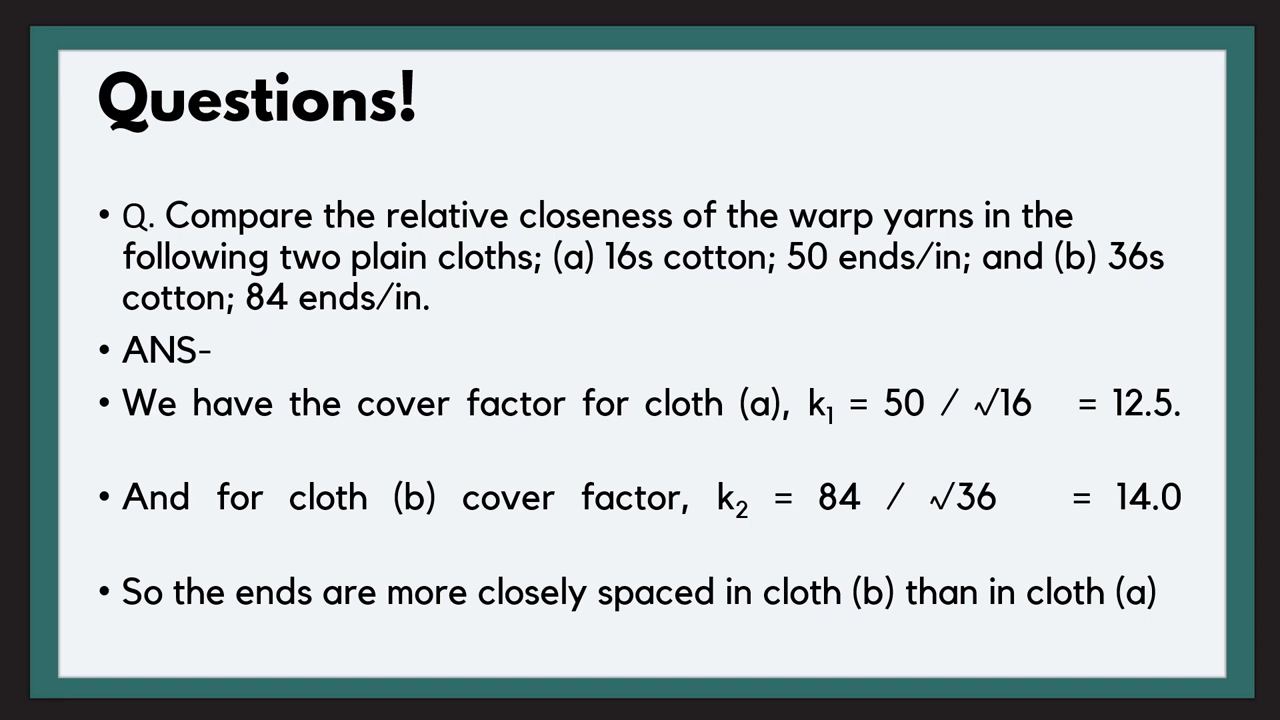 Questions!
• Q. Compare the relative closeness of the warp yarns in the
following two plain cloths; (a) 16s cotton; 50 ends/in; and (b) 36s
cotton; 84 ends/in.
• ANS-
• We have the cover factor for cloth (a), k₁ = 50 / √16 = 12.5.
• And for cloth (b) cover factor, k₂ = 84 / √36 = 14.0
• So the ends are more closely spaced in cloth (b) than in cloth (a)